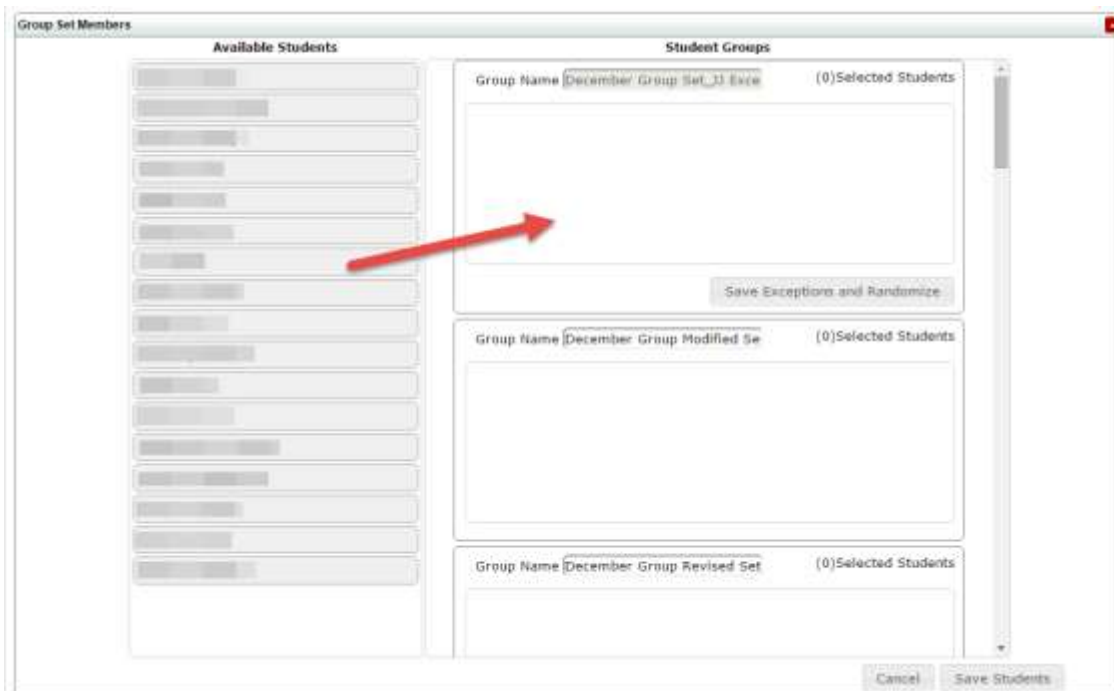 Group Set Members
Available Students
Student Groups
Group Name December Group Set_JJ Exce (0)Selected Students
Save Exceptions and Randomize
Group Name December Group Modified Se (0)Selected Students
Group Name December Group Revised Set (0)Selected Students
Cancel Save Students